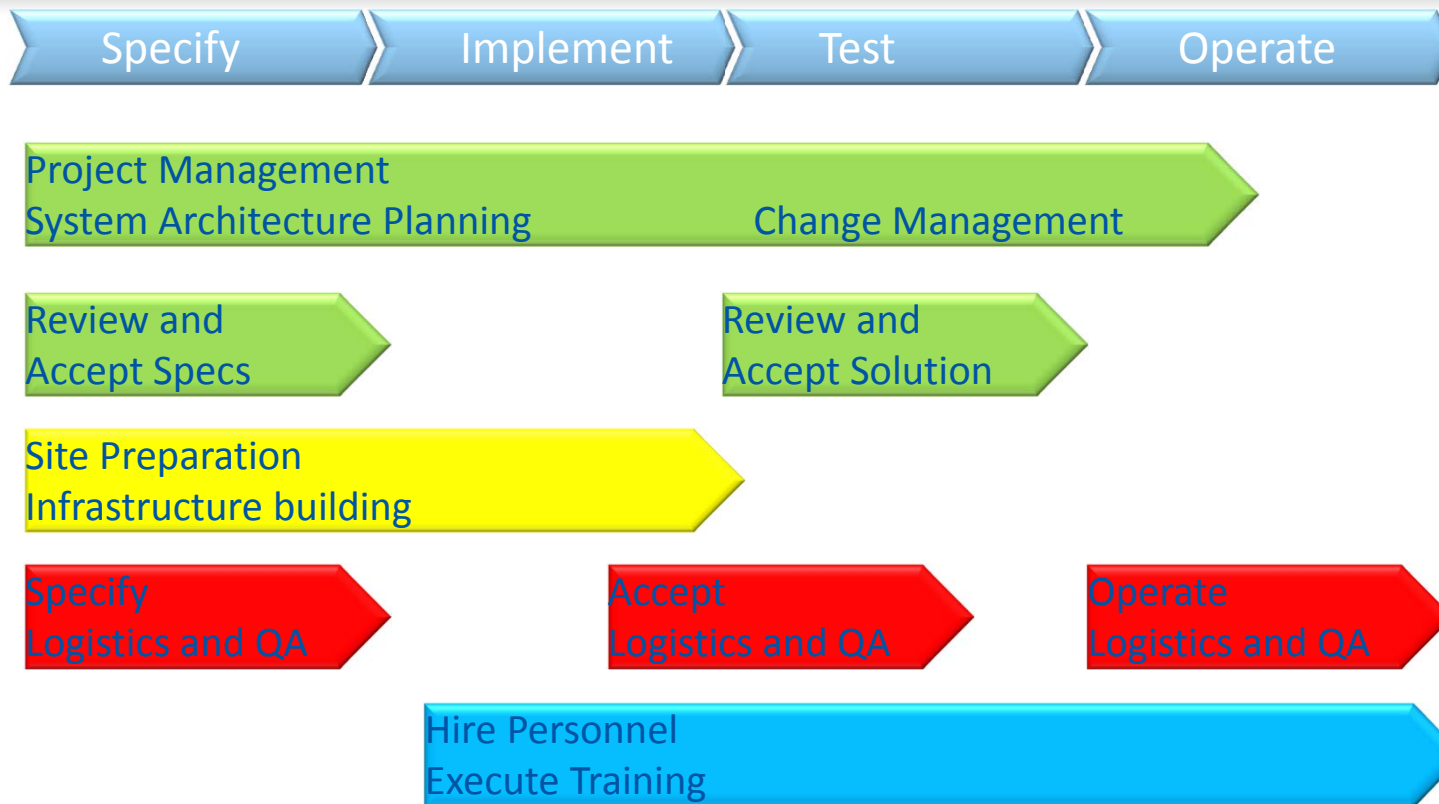 Specify
Implement
Test
Operate
Project Management
System Architecture Planning
Change Management
Review and
Accept Specs
Review and
Accept Solution
Site Preparation
Infrastructure building
Specify
Logistics and QA
Accept
Logistics and QA
Operate
Logistics and QA
Hire Personnel
Execute Training